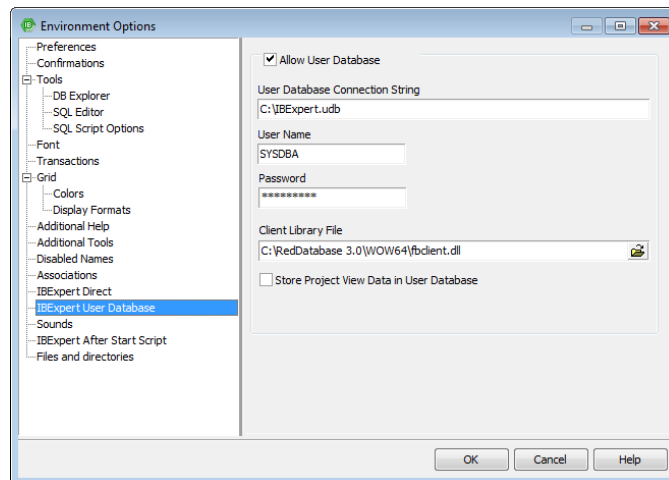 Environment Options
Preferences
Confirmations
Tools
DB Explorer
SQL Editor
SQL Script Options
Font
Transactions
Grid
Colors
Display Formats
Additional Help
Additional Tools
Disabled Names
Associations
IBExpert Direct
IBExpert User Database
Sounds
IBExpert After Start Script
Files and directories
Allow User Database
User Database Connection String
C:\IBExpert.udb
User Name
SYSDBA
Password
*********
Client Library File
C:\RedDatabase 3.0\WOW64\fbclient.dll
Store Project View Data in User Database
OK Cancel Help